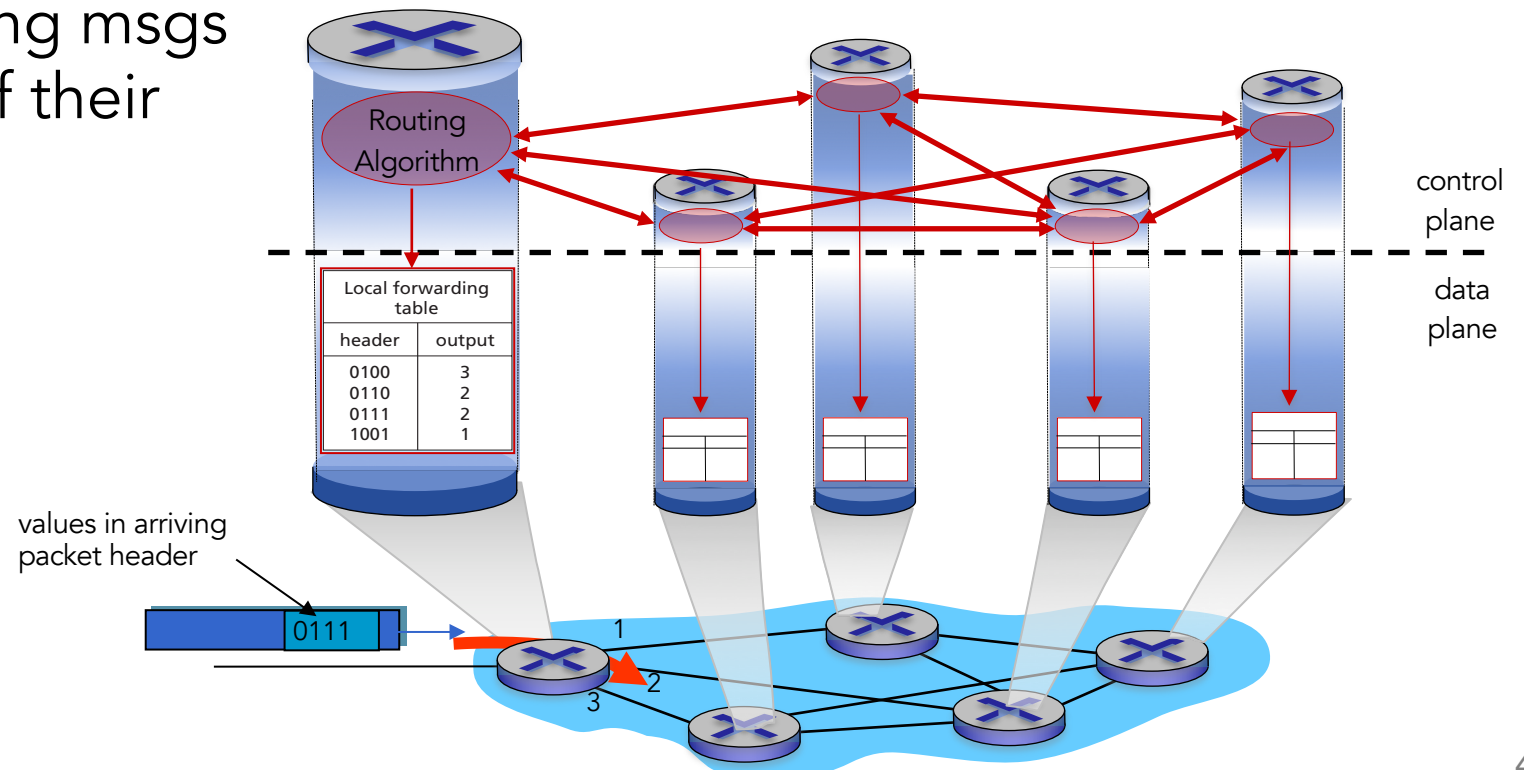 ng msgs
f their
Routing
Algorithm
control
plane
data
plane
Local forwarding
table
header output
0100 3
0110 2
0111 2
1001 1
values in arriving
packet header
0111
1
2
3